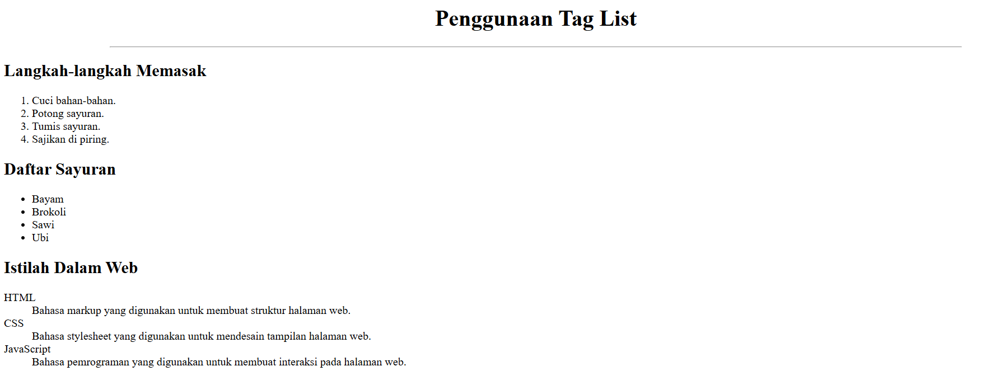 Penggunaan Tag List
Langkah-langkah Memasak
1. Cuci bahan-bahan.
2. Potong sayuran.
3. Tumis sayuran.
4. Sajikan di piring.
Daftar Sayuran
• Bayam
• Brokoli
• Sawi
• Ubi
Istilah Dalam Web
HTML
Bahasa markup yang digunakan untuk membuat struktur halaman web.
CSS
Bahasa stylesheet yang digunakan untuk mendesain tampilan halaman web.
JavaScript
Bahasa pemrograman yang digunakan untuk membuat interaksi pada halaman web.